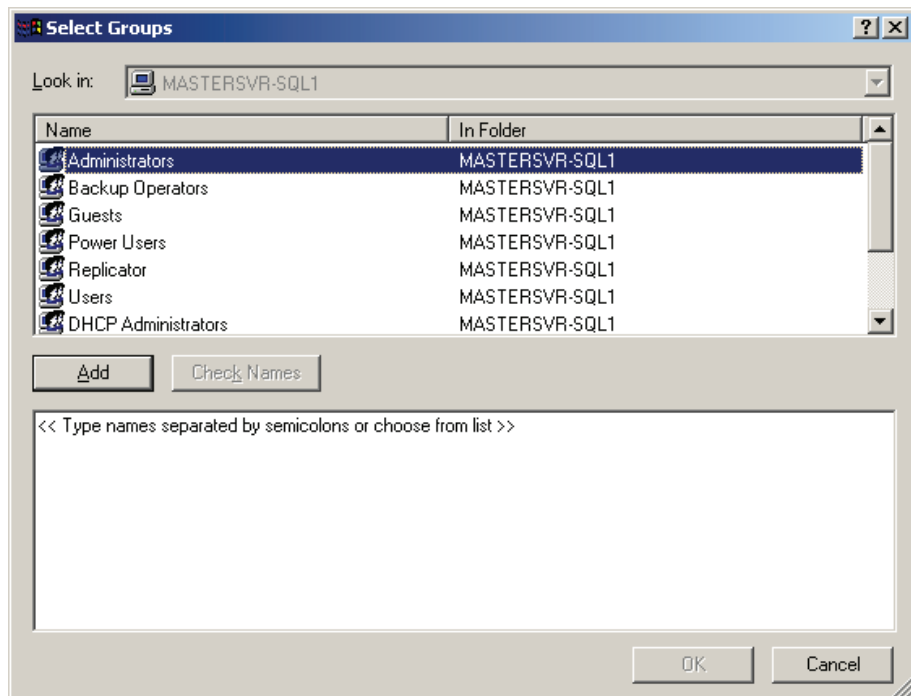 Select Groups
Look in: MASTERSVR-SQL1
Name In Folder
Administrators MASTERSVR-SQL1
Backup Operators MASTERSVR-SQL1
Guests MASTERSVR-SQL1
Power Users MASTERSVR-SQL1
Replicator MASTERSVR-SQL1
Users MASTERSVR-SQL1
DHCP Administrators MASTERSVR-SQL1
Add Check Names
<< Type names separated by semicolons or choose from list >>
OK Cancel